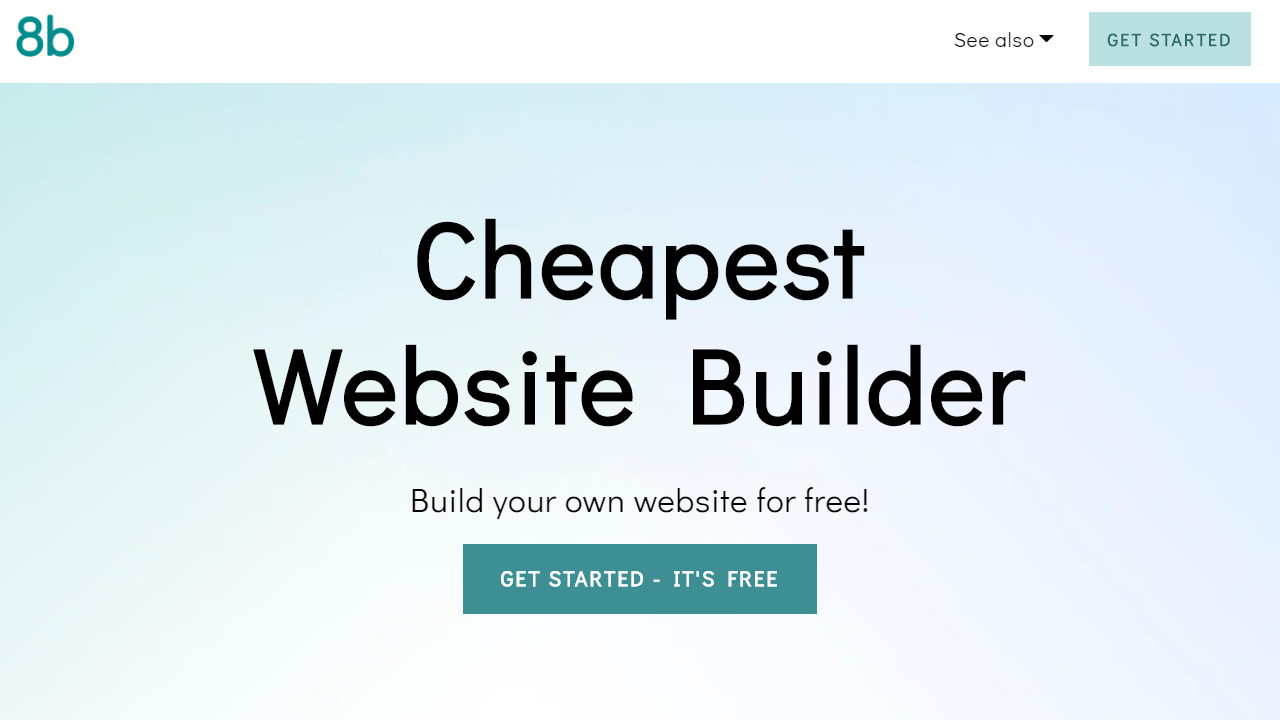 8b
See also
GET STARTED
Cheapest
Website Builder
Build your own website for free!
GET STARTED - IT'S FREE